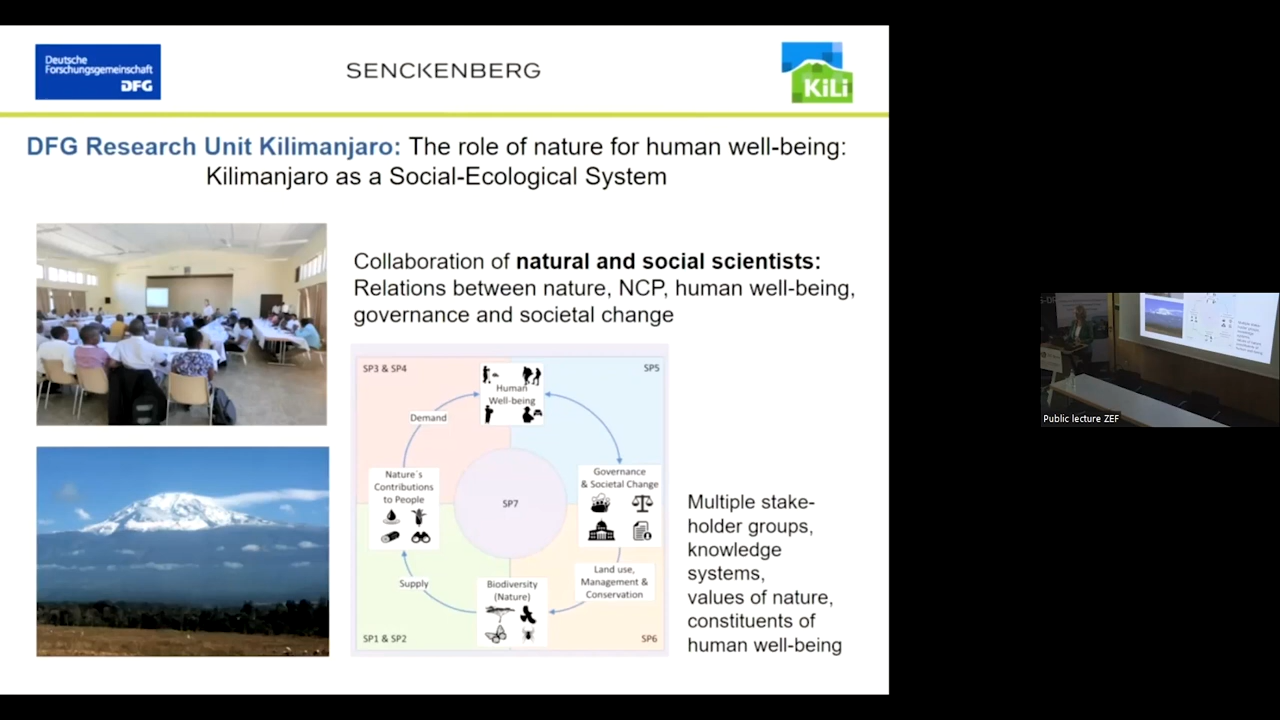 Deutsche
Forschungsgemeinschaft
DFG
SENCKENBERG
KiLi
DFG Research Unit Kilimanjaro: The role of nature for human well-being:
Kilimanjaro as a Social-Ecological System
Collaboration of natural and social scientists:
Relations between nature, NCP, human well-being,
governance and societal change
SP3 & SP4
SP5
Human
Well-being
Demand
Nature´s
Contributions
to People
Governance
& Societal Change
SP7
Supply
Biodiversity
(Nature)
Land use,
Management &
Conservation
SP1 & SP2
SP6
Multiple stake-
holder groups,
knowledge
systems,
values of nature,
constituents of
human well-being
Public lecture ZEF